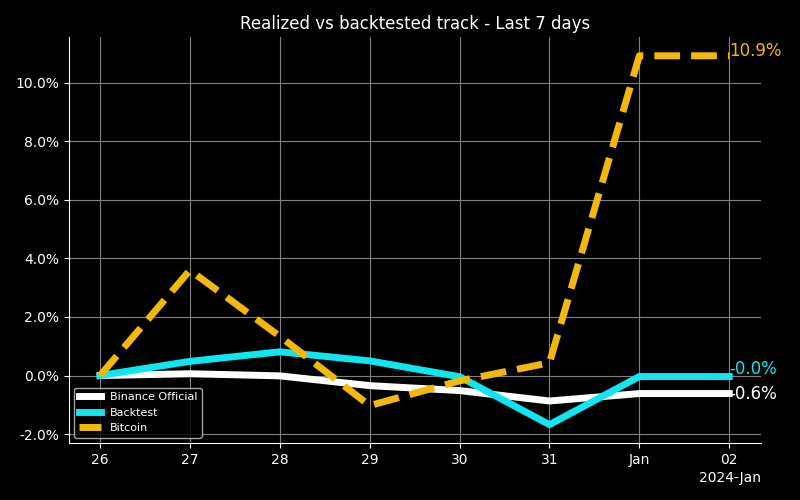 Realized vs backtested track - Last 7 days
10.9%
10.0%
8.0%
6.0%
4.0%
2.0%
0.0%
-0.0%
-0.6%
-2.0%
Binance Official
Backtest
Bitcoin
26 27 28 29 30 31 Jan 02
2024-Jan